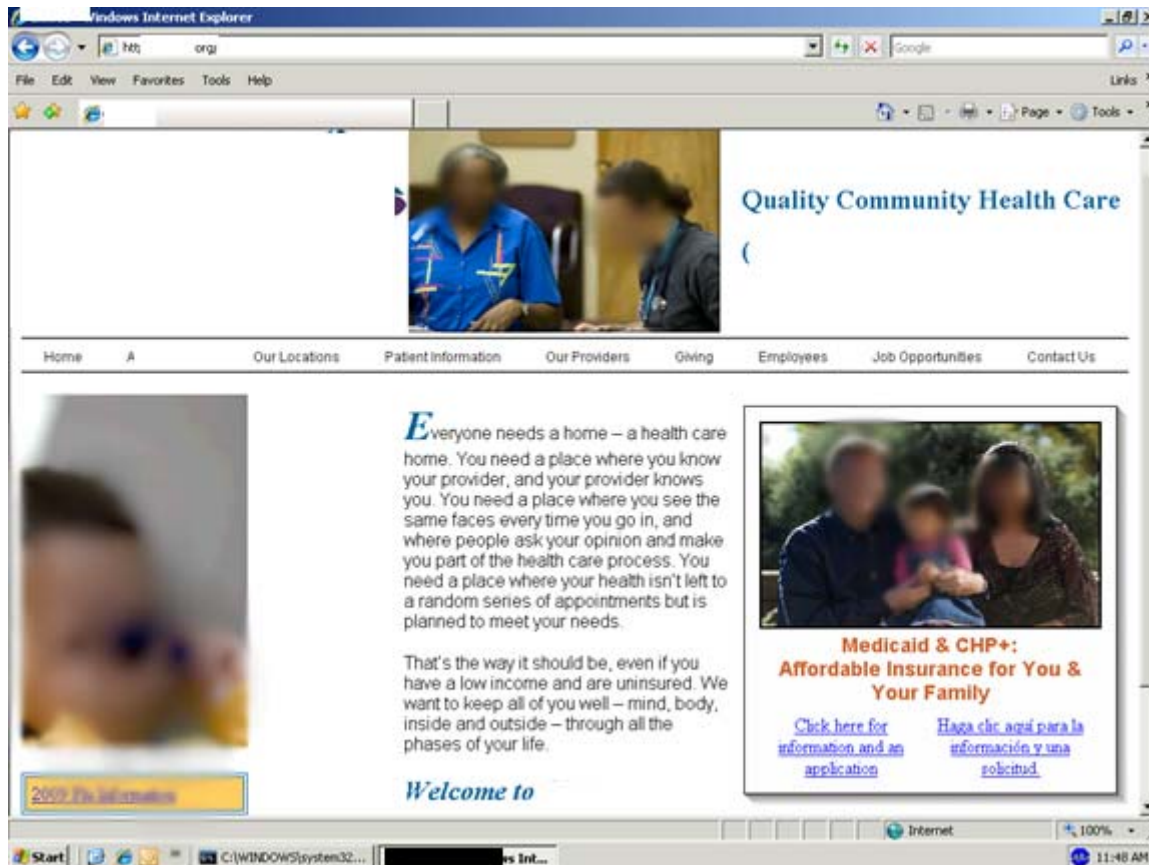 Windows Internet Explorer
org
Google
File Edit View Favorites Tools Help
Links
Page Tools
S
Quality Community Health Care
(
Home A Our Locations Patient Information Our Providers Giving Employees Job Opportunities Contact Us
Everyone needs a home – a health care
home. You need a place where you know
your provider, and your provider knows
you. You need a place where you see the
same faces every time you go in, and
where people ask your opinion and make
you part of the health care process. You
need a place where your health isn't left to
a random series of appointments but is
planned to meet your needs.
That's the way it should be, even if you
have a low income and are uninsured. We
want to keep all of you well – mind, body,
inside and outside – through all the
phases of your life.
Welcome to
Medicaid & CHP+:
Affordable Insurance for You &
Your Family
Click here for
information and an
application
Haga clic aquí para la
información y una
solicitud.
2009 Flu Information
Internet 100%
Start C:\WINDOWS\system32... ws Int... 11:48 AM